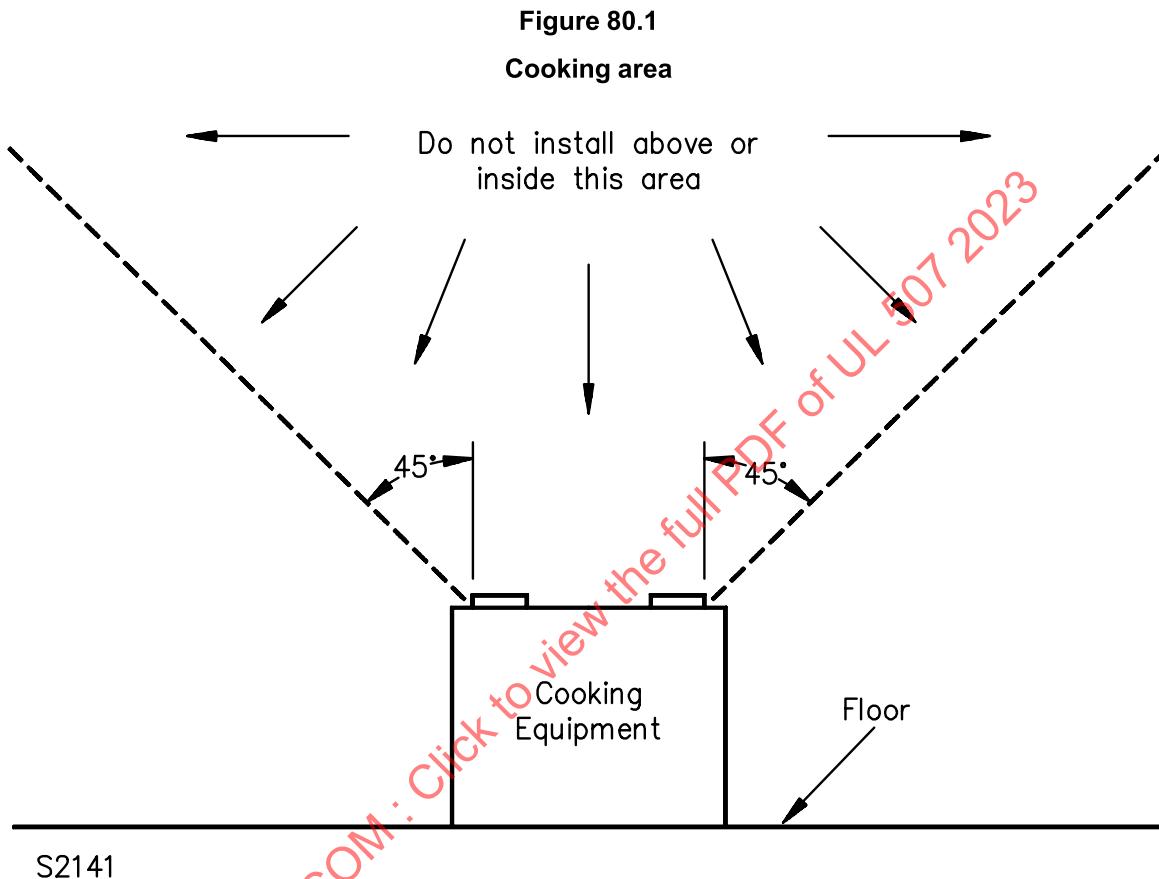 Figure 80.1
Cooking area
Do not install above or
inside this area
45°
45°
Cooking
Equipment
Floor
S2141
COM : Click to view the full PDF of UL 507 2023